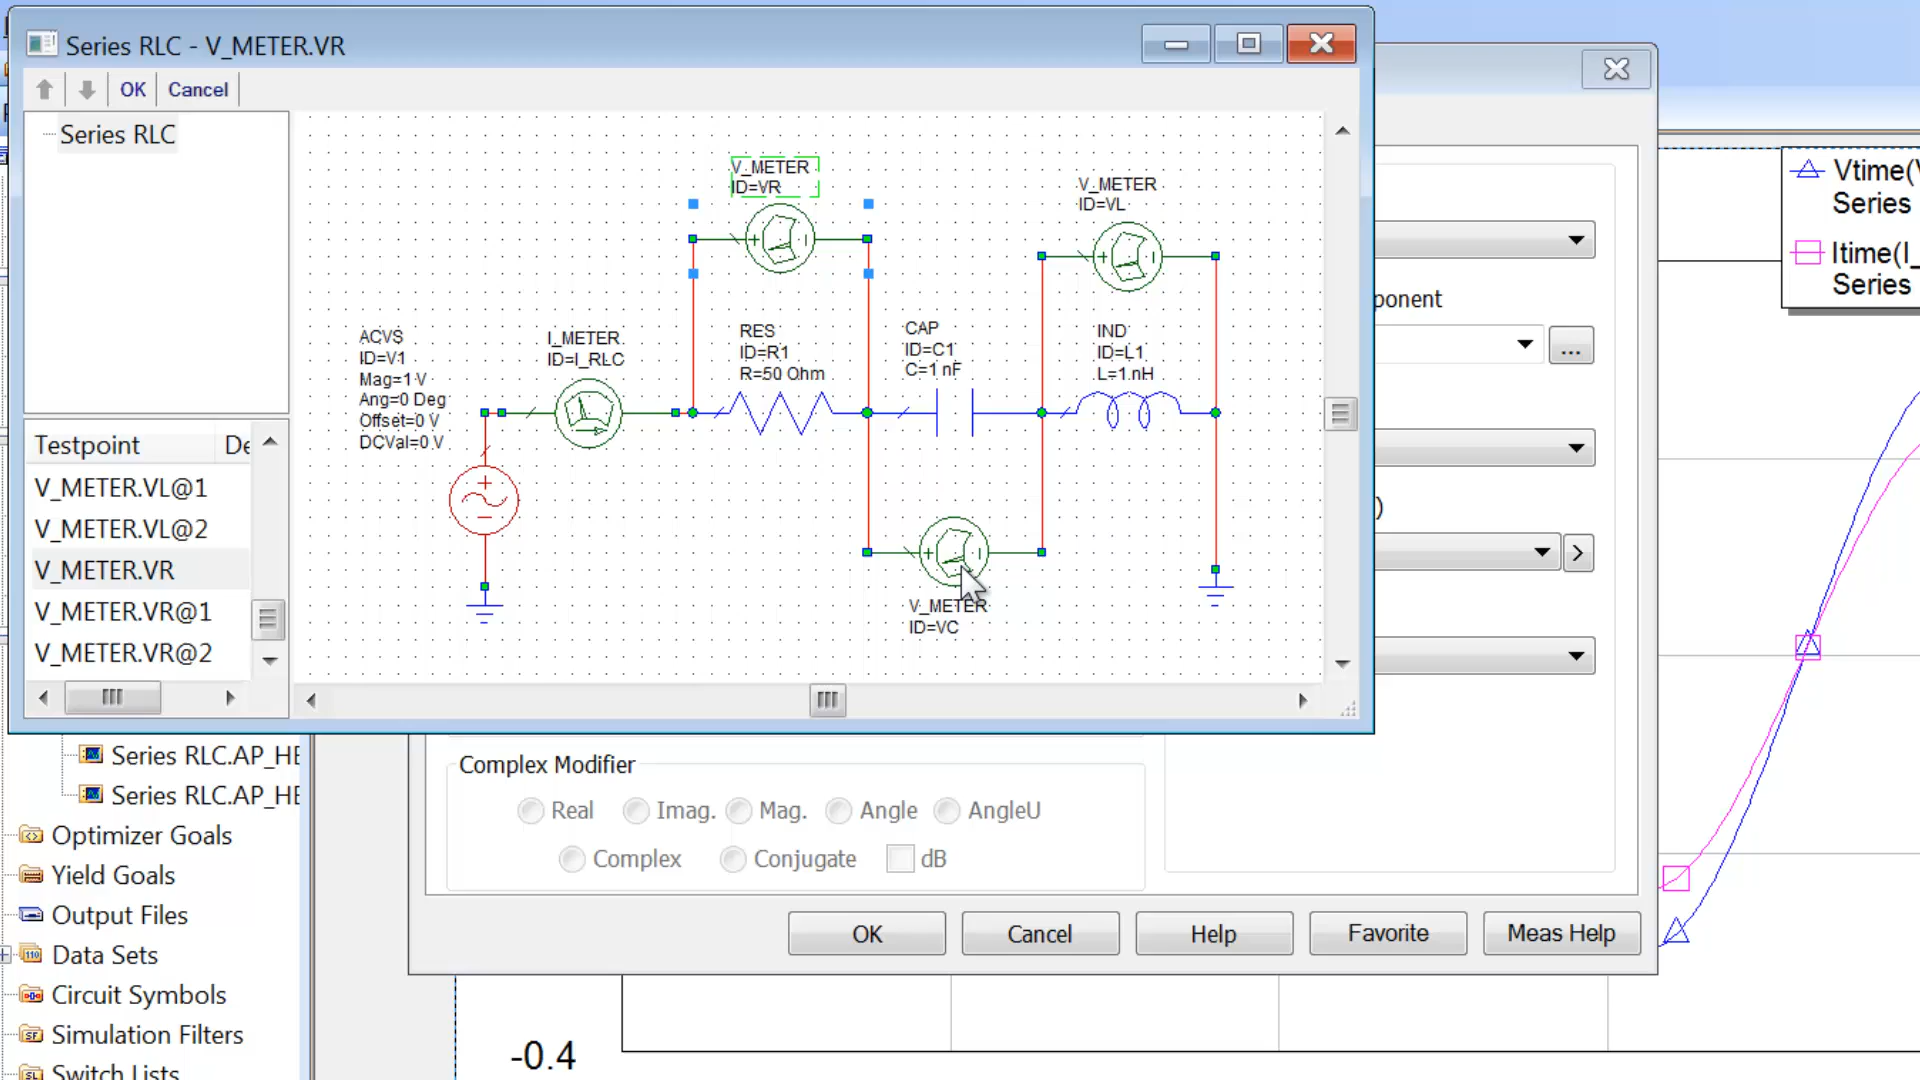 Series RLC - V_METER.VR
OK
Cancel
Series RLC
Testpoint
De
V_METER.VL@1
V_METER.VL@2
V_METER.VR
V_METER.VR@1
V_METER.VR@2
V_METER
ID=VR
V_METER
ID=VL
ACVS
ID=V1
Mag=1 V
Ang=0 Deg
Offset=0 V
DCVal=0 V
I_METER
ID=I_RLC
RES
ID=R1
R=50 Ohm
CAP
ID=C1
C=1 nF
IND
ID=L1
L=1 nH
V_METER
ID=VC
ponent
...
)
>
Vtime(V
Series
Itime(I_
Series
Series RLC.AP_HE
Series RLC.AP_HE
Optimizer Goals
Yield Goals
Output Files
Data Sets
Circuit Symbols
Simulation Filters
Switch Lists
Complex Modifier
Real
Imag.
Mag.
Angle
AngleU
Complex
Conjugate
dB
OK
Cancel
Help
Favorite
Meas Help
-0.4